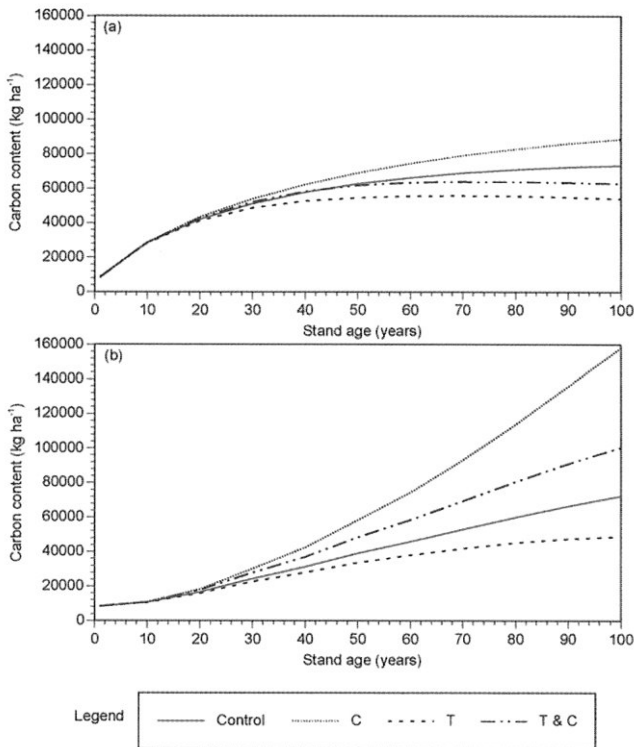 160000
(a)
140000
120000
100000
80000
60000
40000
20000
0
Carbon content (kg ha⁻¹)
0 10 20 30 40 50 60 70 80 90 100
Stand age (years)
160000
(b)
140000
120000
100000
80000
60000
40000
20000
0
Carbon content (kg ha⁻¹)
0 10 20 30 40 50 60 70 80 90 100
Stand age (years)
Legend Control C T T & C